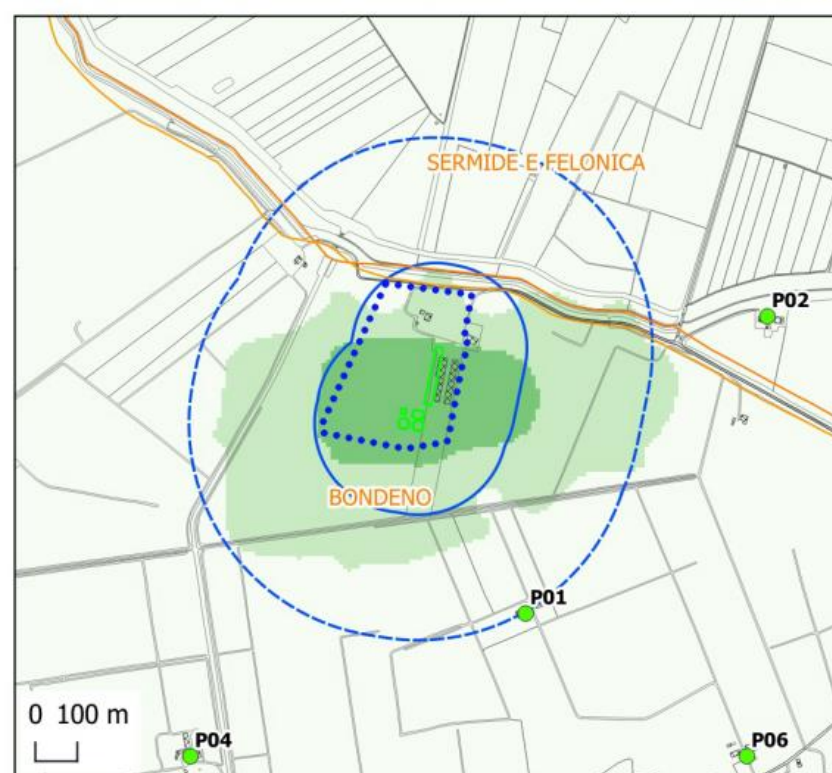 SERMIDE E FELONICA
P02
BONDENO
P01
0 100 m
P04
P06